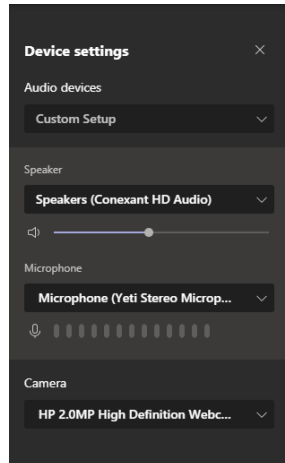 Device settings
Audio devices
Custom Setup
Speaker
Speakers (Conexant HD Audio)
Microphone
Microphone (Yeti Stereo Microp...
Camera
HP 2.0MP High Definition Webc...